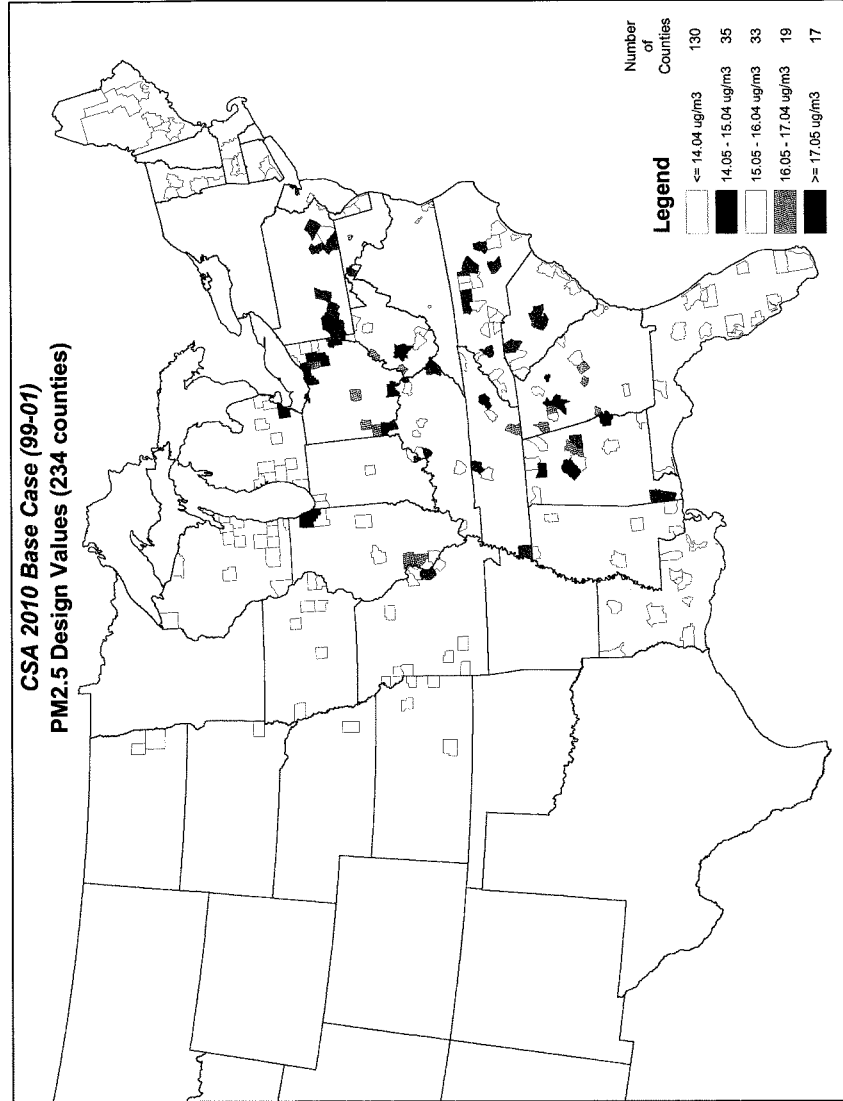 CSA 2010 Base Case (99-01)
PM2.5 Design Values (234 counties)
Legend
Number
of
Counties
<= 14.04 ug/m3 130
14.05 - 15.04 ug/m3 35
15.05 - 16.04 ug/m3 33
16.05 - 17.04 ug/m3 19
>= 17.05 ug/m3 17